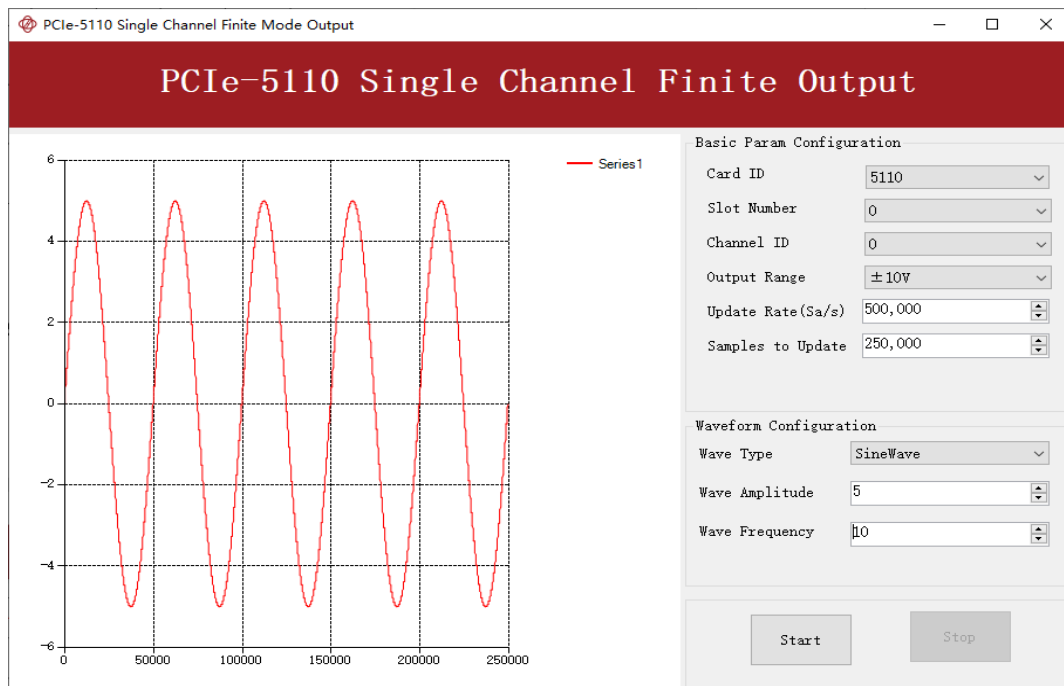 PCIe-5110 Single Channel Finite Mode Output
PCIe-5110 Single Channel Finite Output
6
4
2
0
-2
-4
-6
0
50000
100000
150000
200000
250000
Series1
Basic Param Configuration
Card ID
5110
Slot Number
0
Channel ID
0
Output Range
±10V
Update Rate(Sa/s)
500,000
Samples to Update
250,000
Waveform Configuration
Wave Type
SineWave
Wave Amplitude
5
Wave Frequency
10
Start
Stop